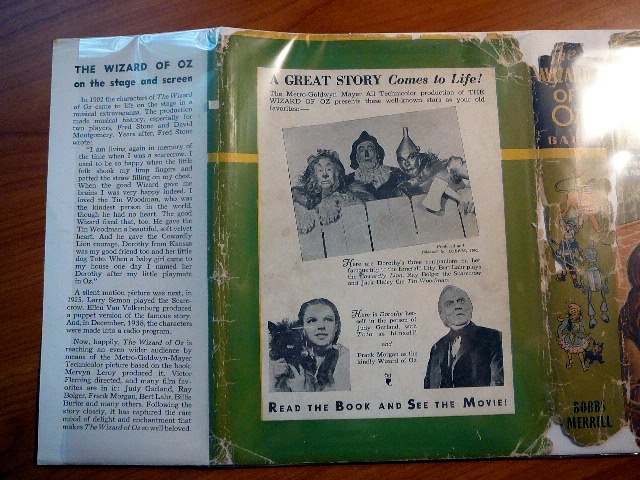 THE WIZARD OF OZ
on the stage and screen
In 1902 the characters of The Wizard
of Oz came to life on the stage in a
musical extravaganza. The production
made musical history, especially for
two players, Fred Stone and David
Montgomery. Years after, Fred Stone
wrote:
"I am living again in memory of
the time when I was a scarecrow. I
used to be so happy when the little
folk shook my limp fingers and
patted the straw filling on my chest.
When the good Wizard gave me
brains I was very happy indeed. I
loved the Tin Woodman, who was
the kindest person in the world,
though he had no heart. The good
Wizard fixed that, too. He gave the
Tin Woodman a beautiful, soft velvet
heart. And he gave the Cowardly
Lion courage. Dorothy from Kansas
was my good friend too and her little
dog Toto. When a baby girl came to
my house one day I named her
Dorothy after my little playmate
in Oz."
A silent motion picture was next, in
1925. Larry Semon played the Scare-
crow. Ellen Van Volkenburg produced
a puppet version of the famous story.
And, in December, 1938, the characters
were made into a radio program.
Now, happily, The Wizard of Oz is
reaching an even wider audience by
means of the Metro-Goldwyn-Mayer
Technicolor picture based on the book.
Mervyn Leroy produced it, Victor
Fleming directed, and many film fav-
orites are in it: Judy Garland, Ray
Bolger, Frank Morgan, Bert Lahr, Billie
Burke and many others. Following the
story closely, it has captured the rare
mood of delight and enchantment that
makes The Wizard of Oz so well beloved.
A GREAT STORY Comes to Life!
The Metro-Goldwyn Mayer All Technicolor production of THE
WIZARD OF OZ presents these well-known stars as your old
favorites:—
Here are Dorothy's three companions on her
Bert Lahr plays
the Cowardly Lion, Ray Bolger the Scarecrow
and Jack Haley the Tin Woodman.
Here is Dorothy her-
self in the person of
Judy Garland, with
Toto as himself!
and
Frank Morgan as the
kindly Wizard of Oz
READ THE BOOK AND SEE THE MOVIE!
The
WIZARD
OF
OZ
BAUM
BOBBS
MERRILL